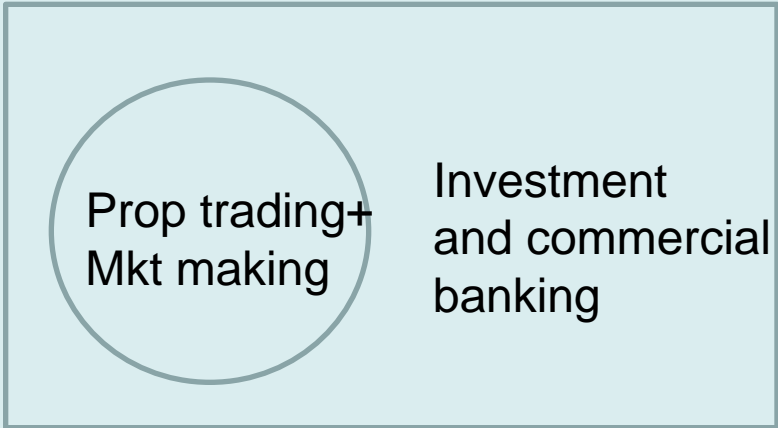 Prop trading+
Mkt making
Investment
and commercial
banking